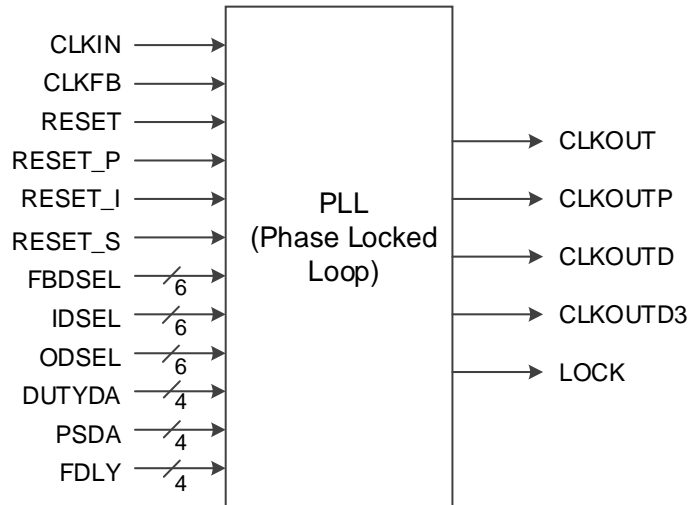 CLKIN
CLKFB
RESET
RESET_P
RESET_I
RESET_S
FBDSEL
6
IDSEL
6
ODSEL
6
DUTYDA
4
PSDA
4
FDLY
4
PLL
(Phase Locked
Loop)
CLKOUT
CLKOUTP
CLKOUTD
CLKOUTD3
LOCK